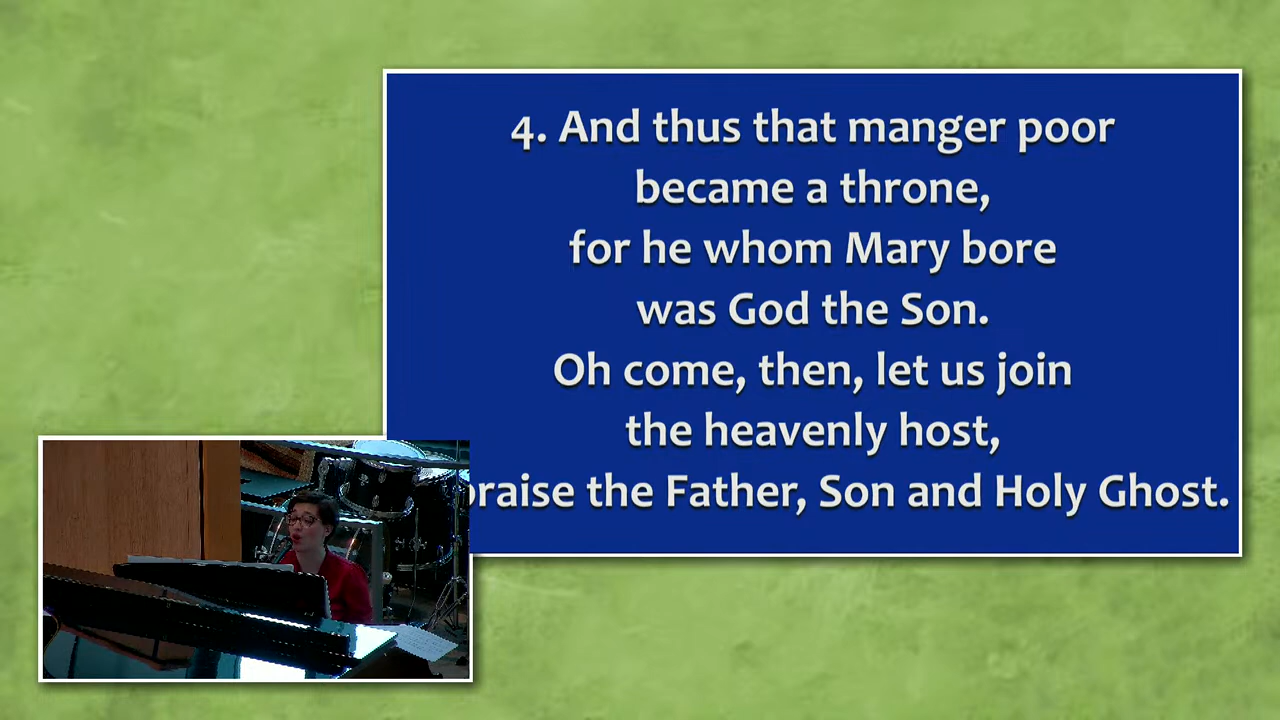 4. And thus that manger poor
became a throne,
for he whom Mary bore
was God the Son.
Oh come, then, let us join
the heavenly host,
praise the Father, Son and Holy Ghost.